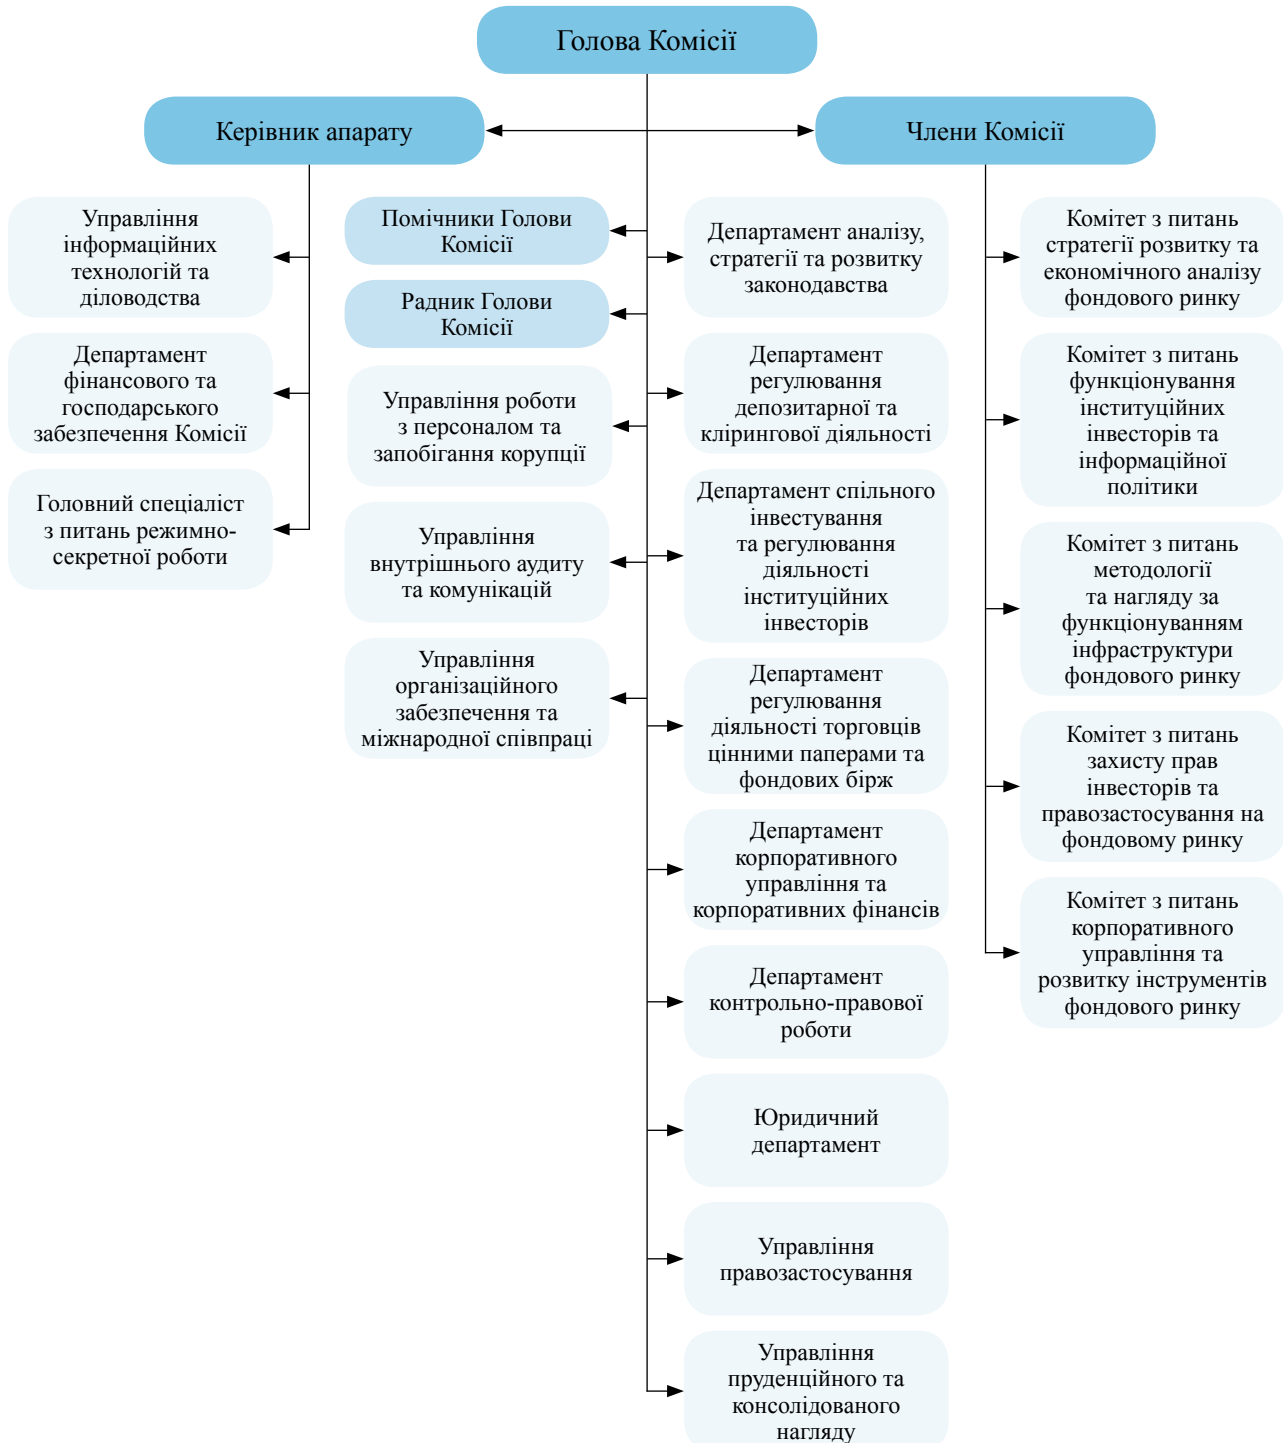 Голова Комісії
Керівник апарату
Члени Комісії
Управління
інформаційних
технологій та
діловодства
Департамент
фінансового та
господарського
забезпечення Комісії
Головний спеціаліст
з питань режимно-
секретної роботи
Помічники Голови
Комісії
Радник Голови
Комісії
Управління роботи
з персоналом та
запобігання корупції
Управління
внутрішнього аудиту
та комунікацій
Управління
організаційного
забезпечення та
міжнародної співпраці
Департамент аналізу,
стратегії та розвитку
законодавства
Департамент
регулювання
депозитарної та
клірингової діяльності
Департамент спільного
інвестування
та регулювання
діяльності
інституційних
інвесторів
Департамент
регулювання
діяльності торговців
цінними паперами та
фондових бірж
Департамент
корпоративного
управління та
корпоративних фінансів
Департамент
контрольно-правової
роботи
Юридичний
департамент
Управління
правозастосування
Управління
пруденційного та
консолідованого
нагляду
Комітет з питань
стратегії розвитку та
економічного аналізу
фондового ринку
Комітет з питань
функціонування
інституційних
інвесторів та
інформаційної
політики
Комітет з питань
методології
та нагляду за
функціонуванням
інфраструктури
фондового ринку
Комітет з питань
захисту прав
інвесторів та
правозастосування на
фондовому ринку
Комітет з питань
корпоративного
управління та
розвитку інструментів
фондового ринку